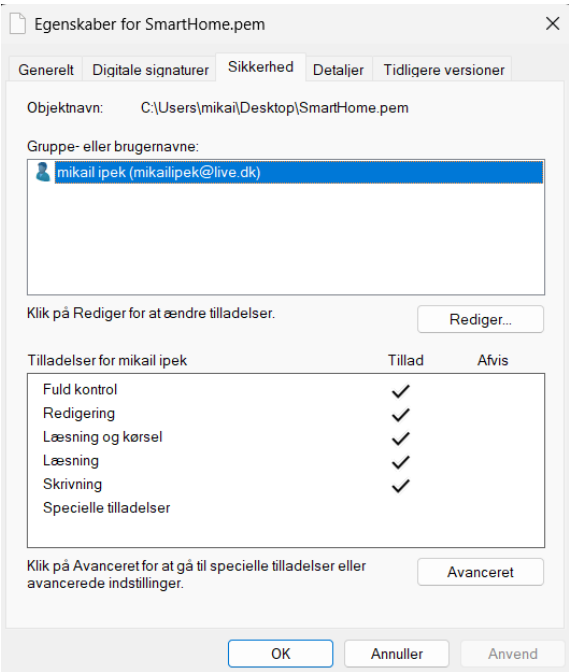 Egenskaber for SmartHome.pem
Generelt Digitale signaturer Sikkerhed Detaljer Tidligere versioner
Objektnavn: C:\Users\mikai\Desktop\SmartHome.pem
Gruppe- eller brugernavne:
mikail ipek (mikailipek@live.dk)
Klik på Rediger for at ændre tilladelser.
Rediger...
Tilladelser for mikail ipek Tillad Afvis
Fuld kontrol
Redigering
Læsning og kørsel
Læsning
Skrivning
Specielle tilladelser
Klik på Avanceret for at gå til specielle tilladelser eller
avancerede indstillinger.
Avanceret
OK Annuller Anvend